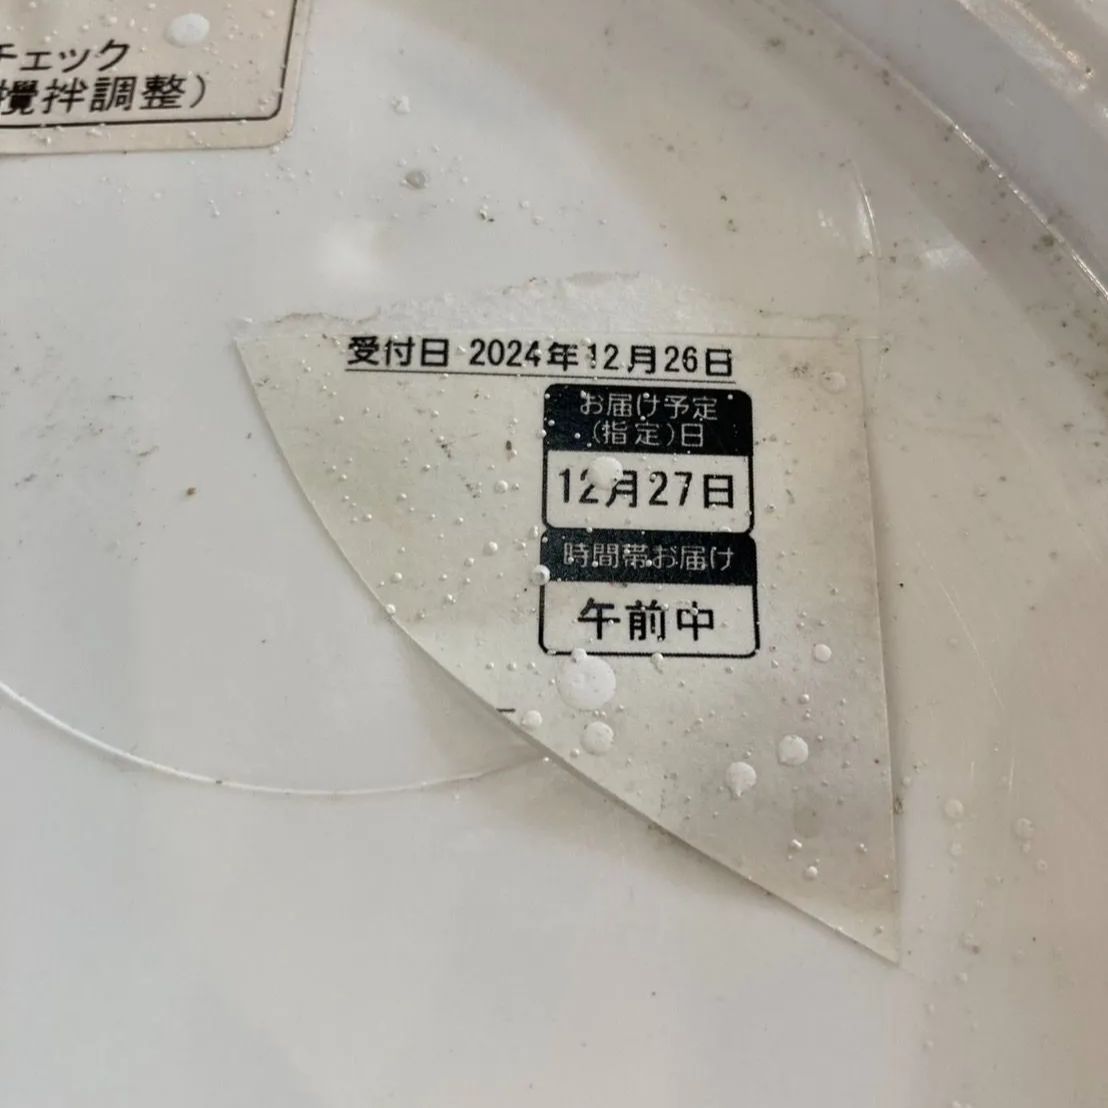 チェック
攪拌調整）
受付日 2024年12月26日
お届け予定
(指定)日
12月27日
時間帯お届け
午前中